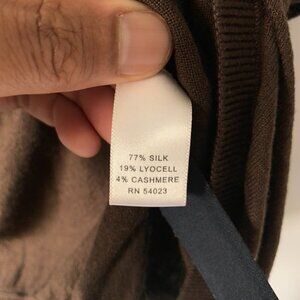 77% SILK
19% LYOCELL
4% CASHMERE
RN 54023